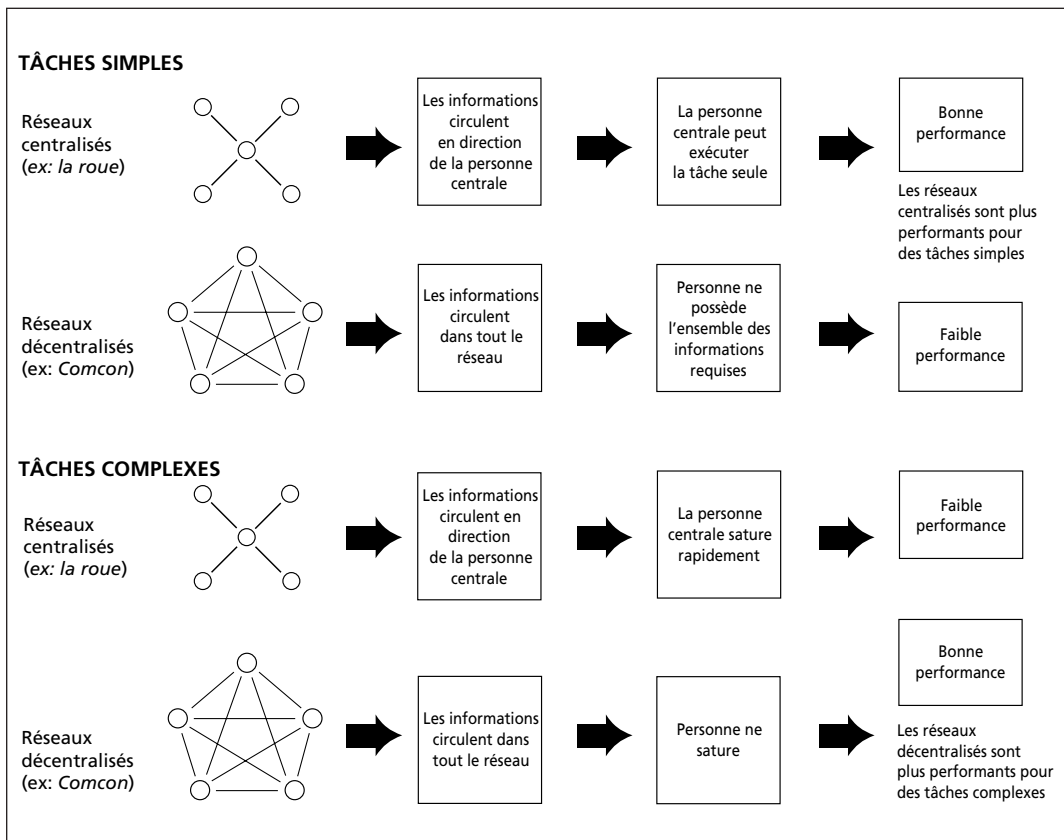 TÂCHES SIMPLES
Réseaux
centralisés
(ex: la roue)
Les informations
circulent
en direction
de la personne
centrale
La personne
centrale peut
exécuter
la tâche seule
Bonne
performance
Les réseaux
centralisés sont plus
performants pour
des tâches simples
Réseaux
décentralisés
(ex: Comcon)
Les informations
circulent
dans tout le
réseau
Personne ne
possède
l'ensemble des
informations
requises
Faible
performance
TÂCHES COMPLEXES
Réseaux
centralisés
(ex: la roue)
Les informations
circulent en
direction
de la personne
centrale
La personne
centrale sature
rapidement
Faible
performance
Réseaux
décentralisés
(ex: Comcon)
Les informations
circulent dans
tout le réseau
Personne ne
sature
Bonne
performance
Les réseaux
décentralisés sont
plus performants pour
des tâches complexes